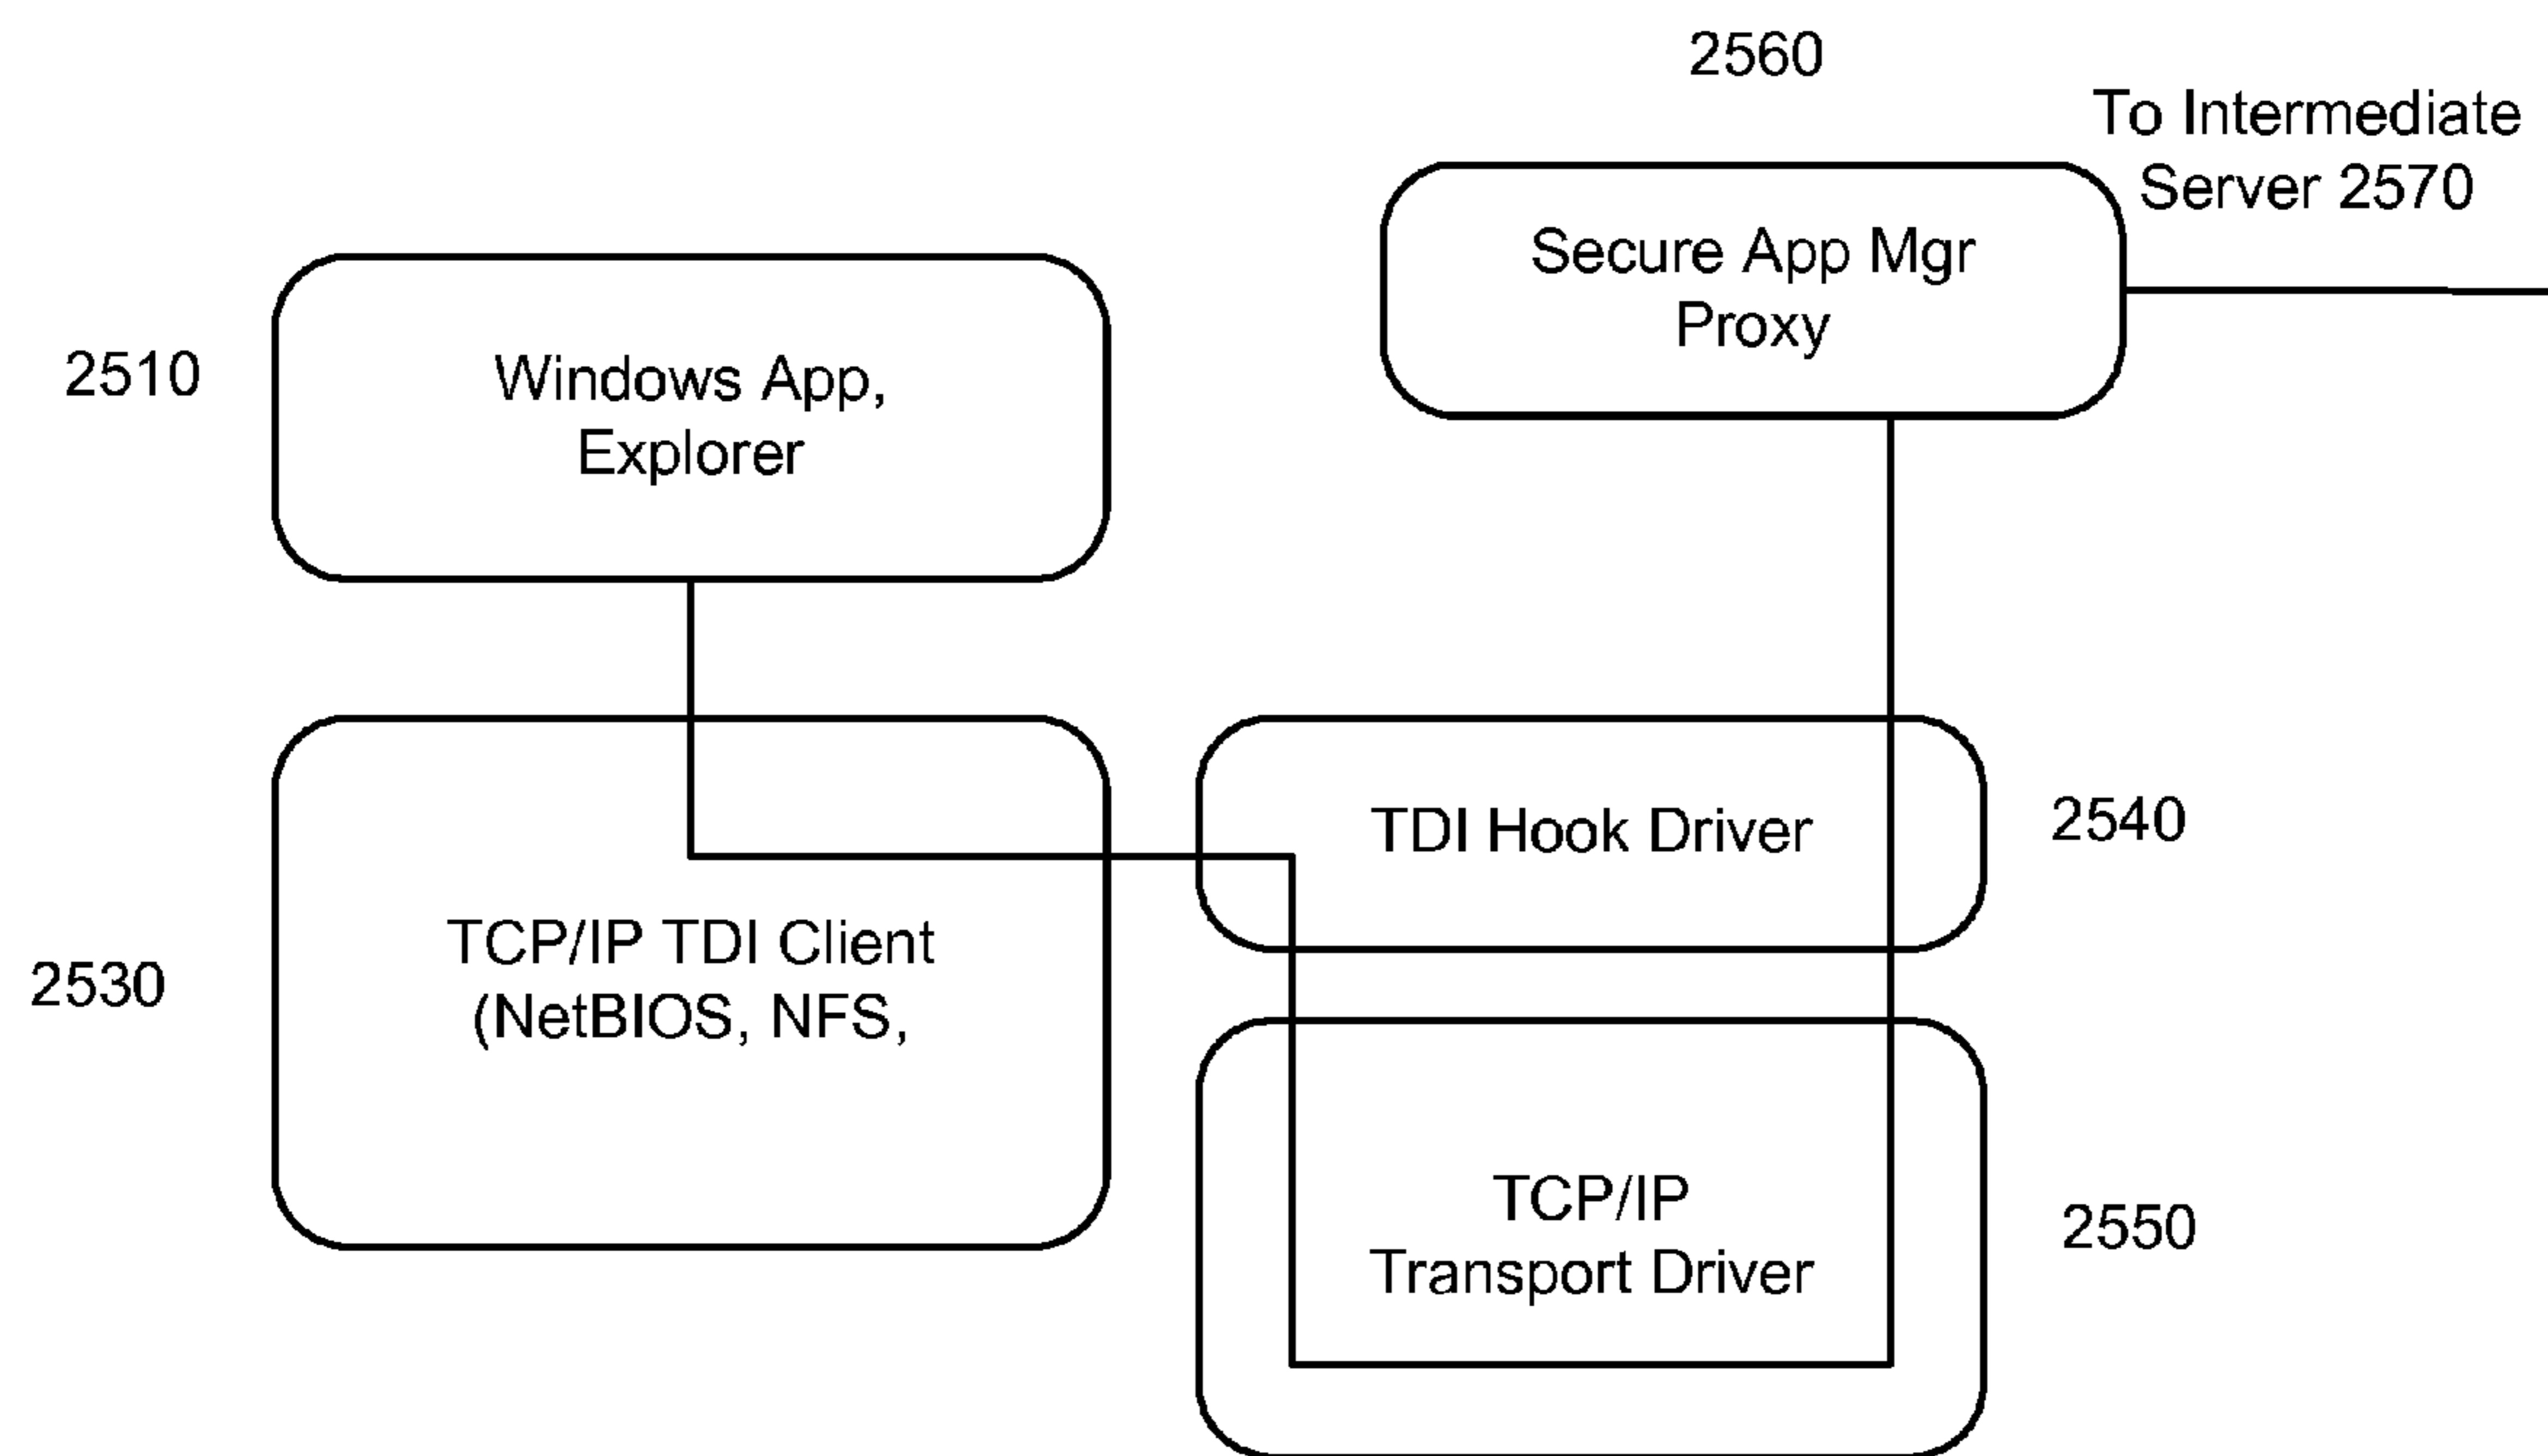 2560
To Intermediate
Server 2570
Secure App Mgr
Proxy
2510
Windows App,
Explorer
TDI Hook Driver
2540
2530
TCP/IP TDI Client
(NetBIOS, NFS,
TCP/IP
Transport Driver
2550